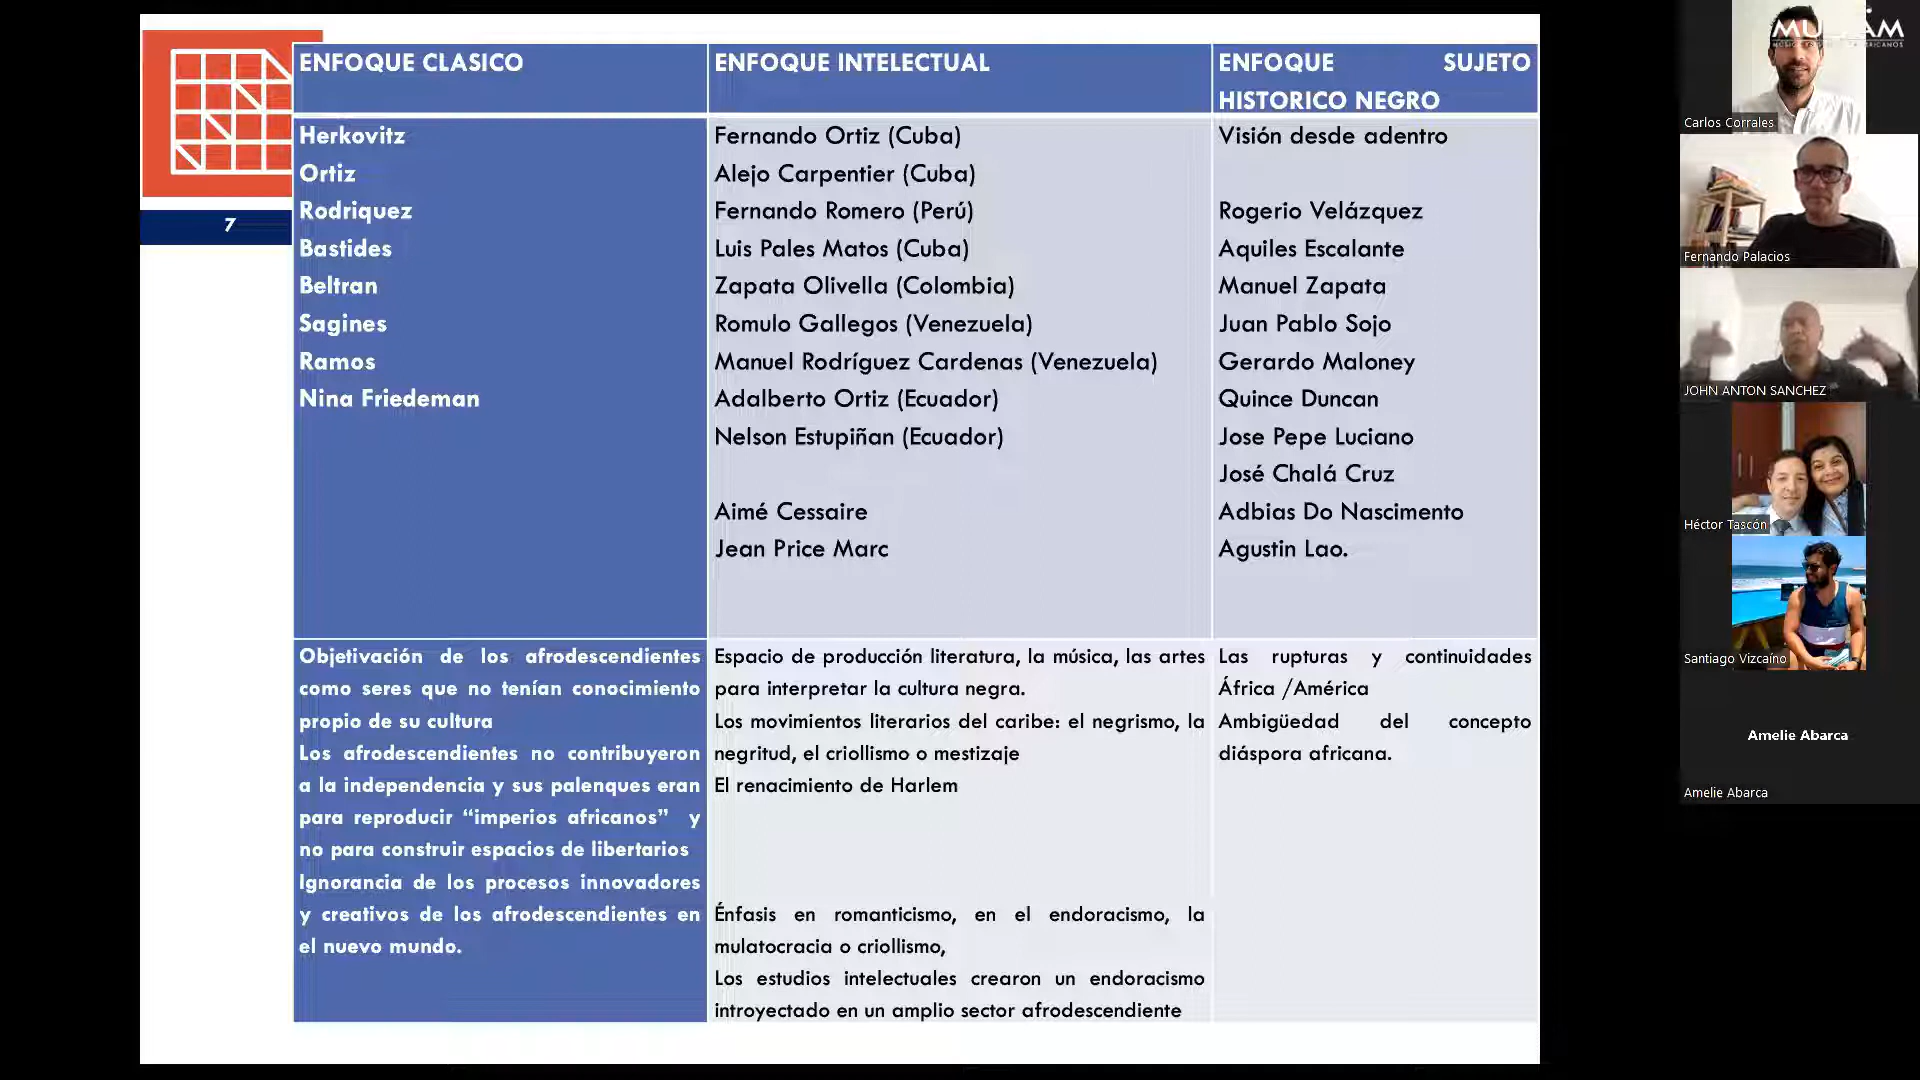 7
ENFOQUE CLASICO
Herkovitz
Ortiz
Rodriquez
Bastides
Beltran
Sagines
Ramos
Nina Friedeman
Objetivación de los afrodescendientes
como seres que no tenían conocimiento
propio de su cultura
Los afrodescendientes no contribuyeron
a la independencia y sus palenques eran
para reproducir “imperios africanos” y
no para construir espacios de libertarios
Ignorancia de los procesos innovadores
y creativos de los afrodescendientes en
el nuevo mundo.
ENFOQUE INTELECTUAL
Fernando Ortiz (Cuba)
Alejo Carpentier (Cuba)
Fernando Romero (Perú)
Luis Pales Matos (Cuba)
Zapata Olivella (Colombia)
Romulo Gallegos (Venezuela)
Manuel Rodríguez Cardenas (Venezuela)
Adalberto Ortiz (Ecuador)
Nelson Estupiñan (Ecuador)
Aimé Cessaire
Jean Price Marc
Espacio de producción literatura, la música, las artes
para interpretar la cultura negra.
Los movimientos literarios del caribe: el negrismo, la
negritud, el criollismo o mestizaje
El renacimiento de Harlem
Énfasis en romanticismo, en el endoracismo, la
mulatocracia o criollismo,
Los estudios intelectuales crearon un endoracismo
introyectado en un amplio sector afrodescendiente
ENFOQUE SUJETO
HISTORICO NEGRO
Visión desde adentro
Rogerio Velázquez
Aquiles Escalante
Manuel Zapata
Juan Pablo Sojo
Gerardo Maloney
Quince Duncan
Jose Pepe Luciano
José Chalá Cruz
Adbias Do Nascimento
Agustin Lao.
Las rupturas y continuidades
África /América
Ambigüedad del concepto
diáspora africana.
Carlos Corrales
Fernando Palacios
JOHN ANTON SANCHEZ
Héctor Tascón
Santiago Vizcaíno
Amelie Abarca
Amelie Abarca